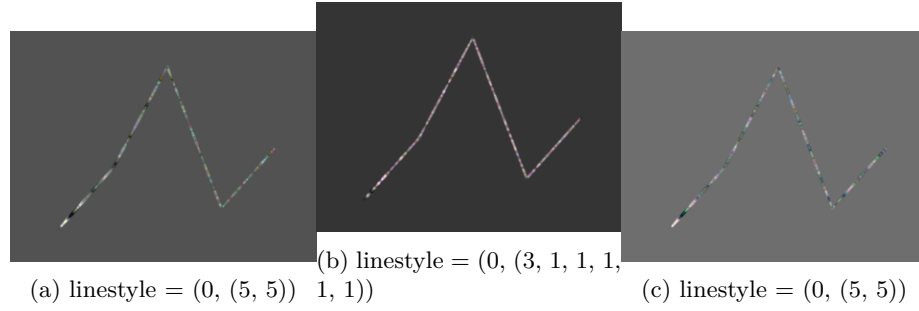 (a) linestyle = (0, (5, 5))
(b) linestyle = (0, (3, 1, 1, 1,
1, 1))
(c) linestyle = (0, (5, 5))